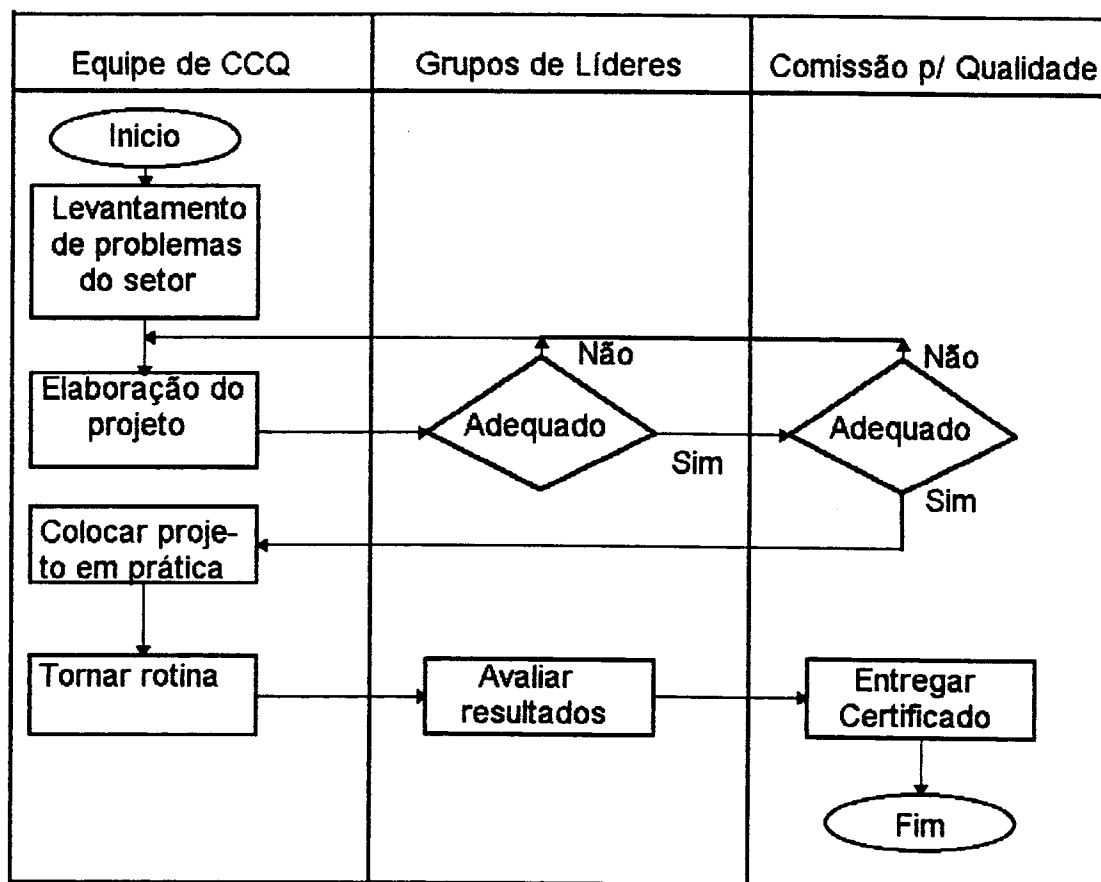 Equipe de CCQ
Grupos de Líderes
Comissão p/ Qualidade
Inicio
Levantamento
de problemas
do setor
Não
Não
Elaboração do
projeto
Adequado
Adequado
Sim
Sim
Colocar proje-
to em prática
Tornar rotina
Avaliar
resultados
Entregar
Certificado
Fim